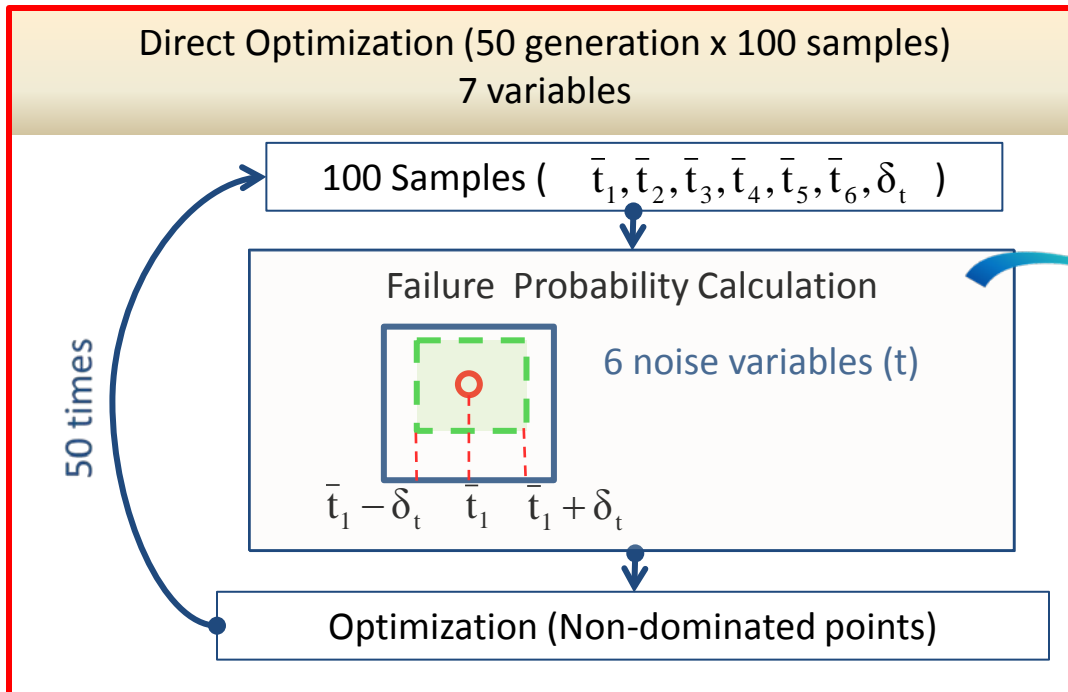 Direct Optimization (50 generation x 100 samples)
7 variables
100 Samples ( t̄₁, t̄₂, t̄₃, t̄₄, t̄₅, t̄₆, δₜ )
Failure Probability Calculation
6 noise variables (t)
t̄₁ − δₜ t̄₁ t̄₁ + δₜ
50 times
Optimization (Non-dominated points)